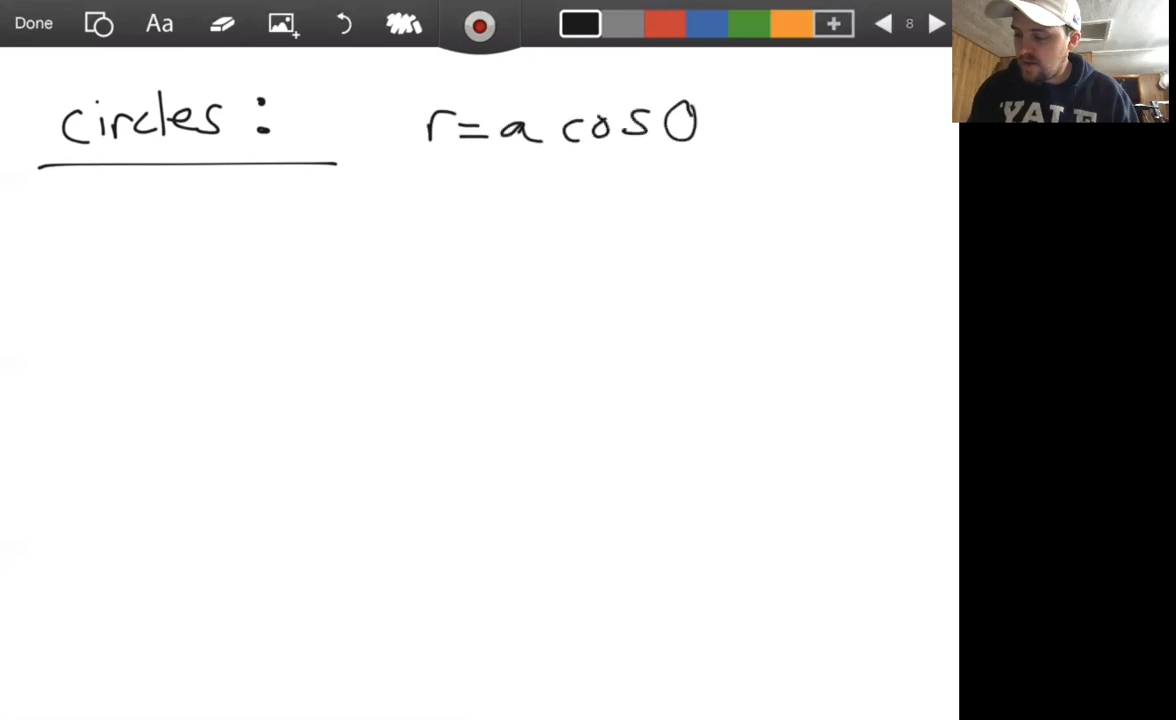 Done Aa 8
circles: r = a cos θ
YALE